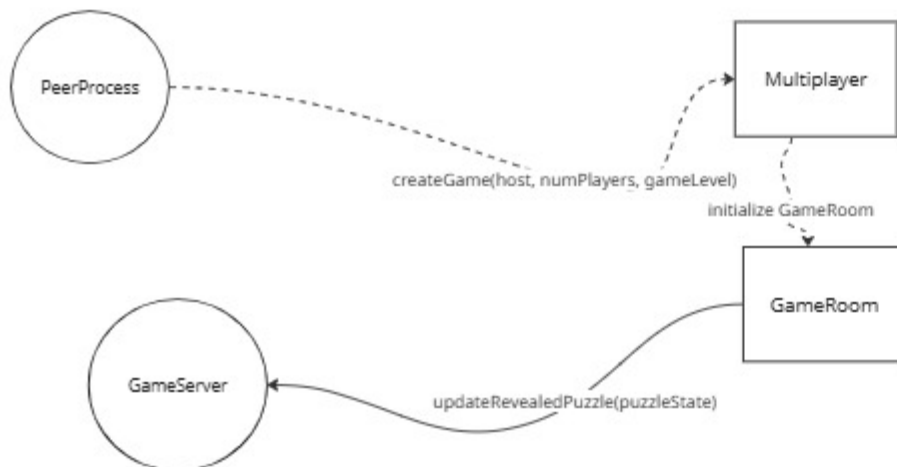 PeerProcess
Multiplayer
createGame(host, numPlayers, gameLevel)
initialize GameRoom
GameRoom
GameServer
updateRevealedPuzzle(puzzleState)